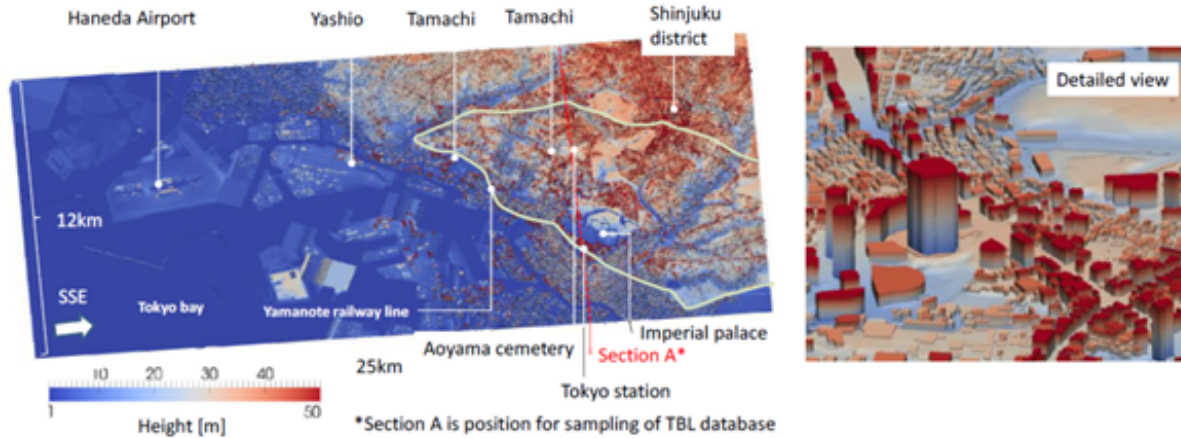 Haneda Airport
Yashio
Tamachi
Tamachi
Shinjuku
district
Detailed view
12km
SSE
Tokyo bay
Yamanote railway line
Imperial palace
Aoyama cemetery
Section A*
25km
Tokyo station
10 20 30 40
1 50
Height [m]
*Section A is position for sampling of TBL database